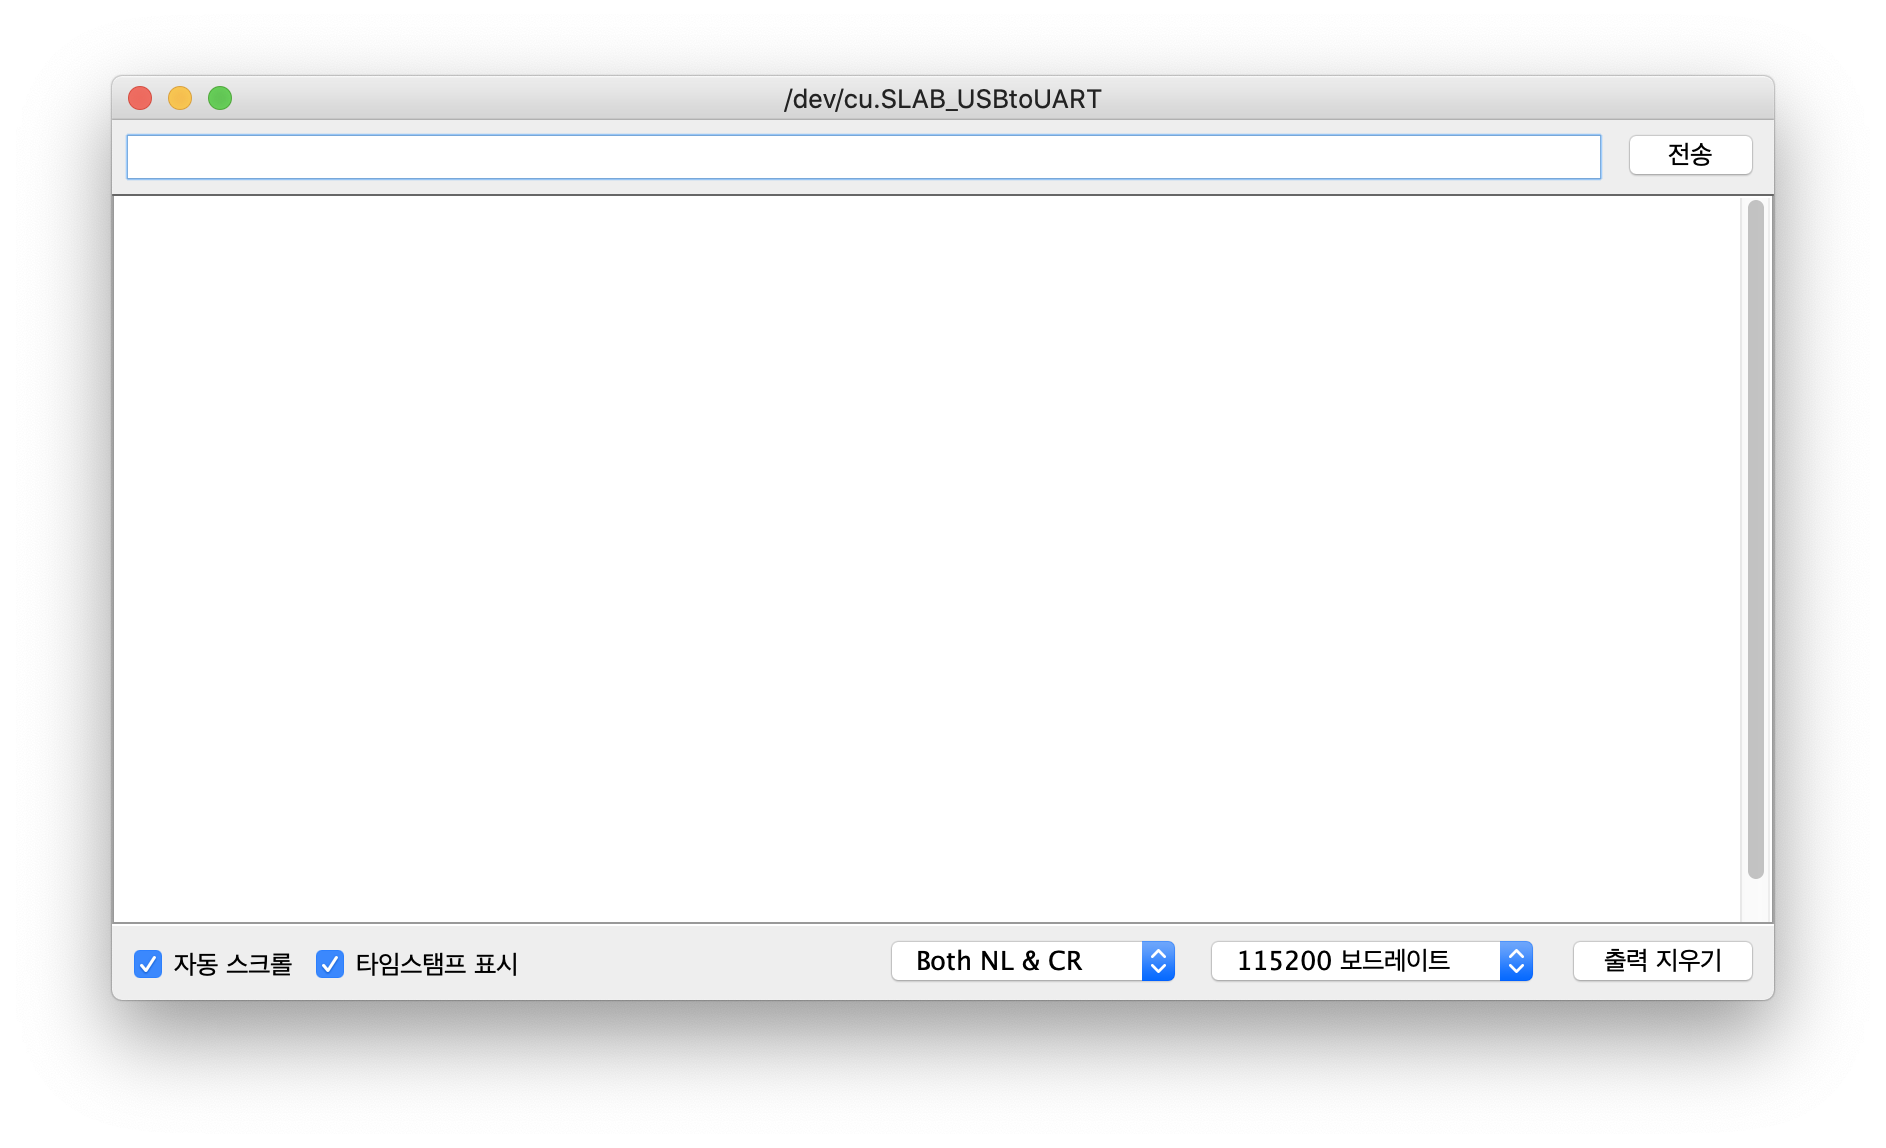 /dev/cu.SLAB_USBtoUART
전송
자동 스크롤 타임스탬프 표시 Both NL & CR 115200 보드레이트 출력 지우기